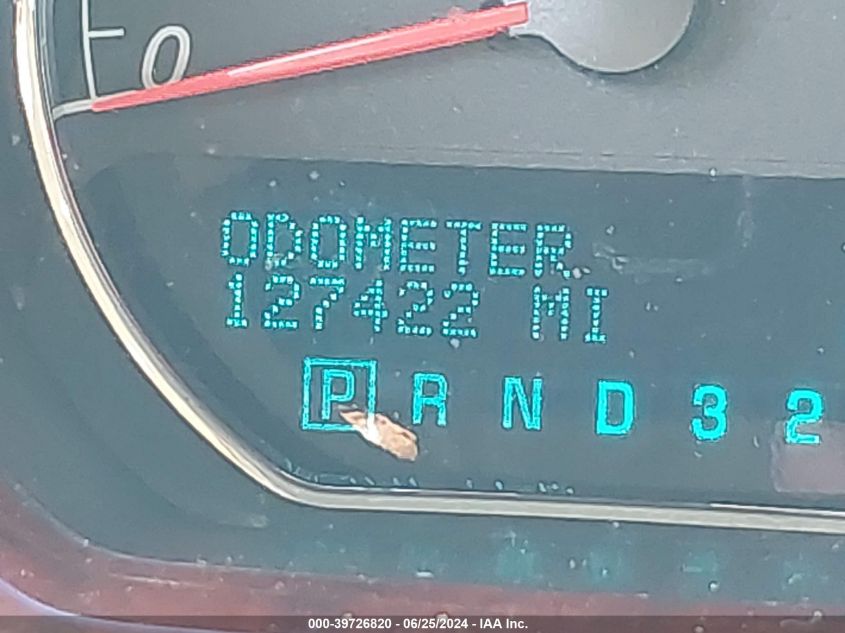 0
ODOMETER
127422 MI
P R N D 3 2
000-39726820 - 06/25/2024 - IAA Inc.